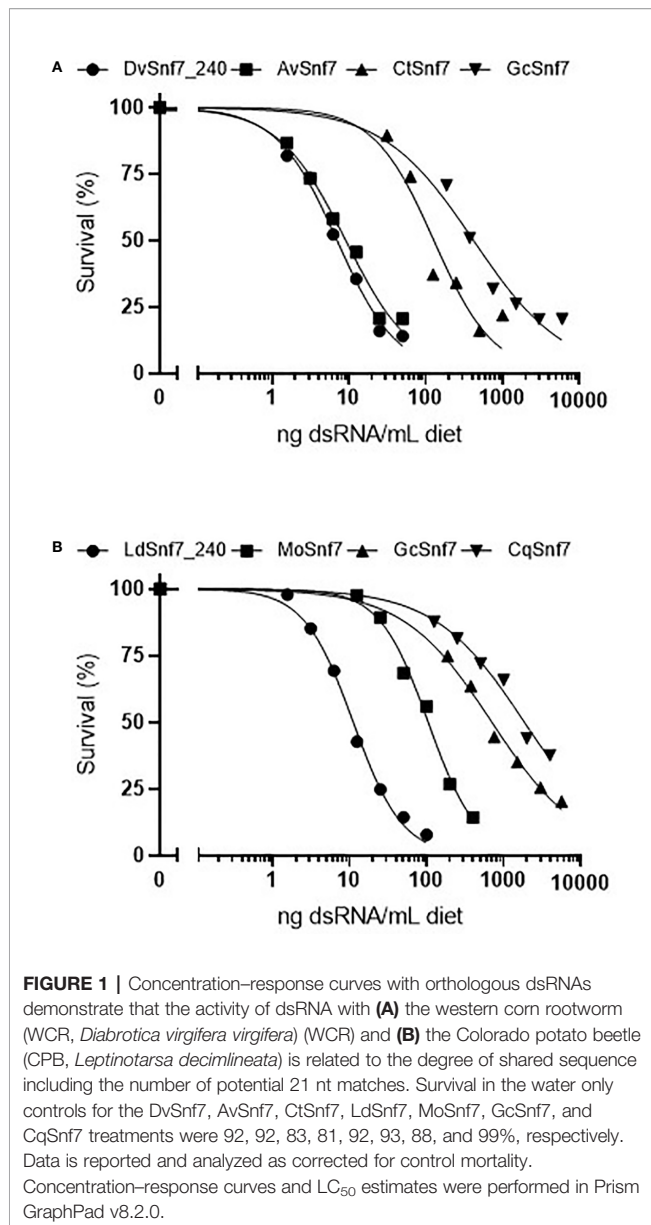 A
DvSnf7_240 AvSnf7 CtSnf7 GcSnf7
100
75
50
25
0
Survival (%)
0 1 10 100 1000 10000
ng dsRNA/mL diet
B
LdSnf7_240 MoSnf7 GcSnf7 CqSnf7
100
75
50
25
0
Survival (%)
0 1 10 100 1000 10000
ng dsRNA/mL diet
FIGURE 1 | Concentration–response curves with orthologous dsRNAs
demonstrate that the activity of dsRNA with (A) the western corn rootworm
(WCR, Diabrotica virgifera virgifera) (WCR) and (B) the Colorado potato beetle
(CPB, Leptinotarsa decimlineata) is related to the degree of shared sequence
including the number of potential 21 nt matches. Survival in the water only
controls for the DvSnf7, AvSnf7, CtSnf7, LdSnf7, MoSnf7, GcSnf7, and
CqSnf7 treatments were 92, 92, 83, 81, 92, 93, 88, and 99%, respectively.
Data is reported and analyzed as corrected for control mortality.
Concentration–response curves and LC50 estimates were performed in Prism
GraphPad v8.2.0.